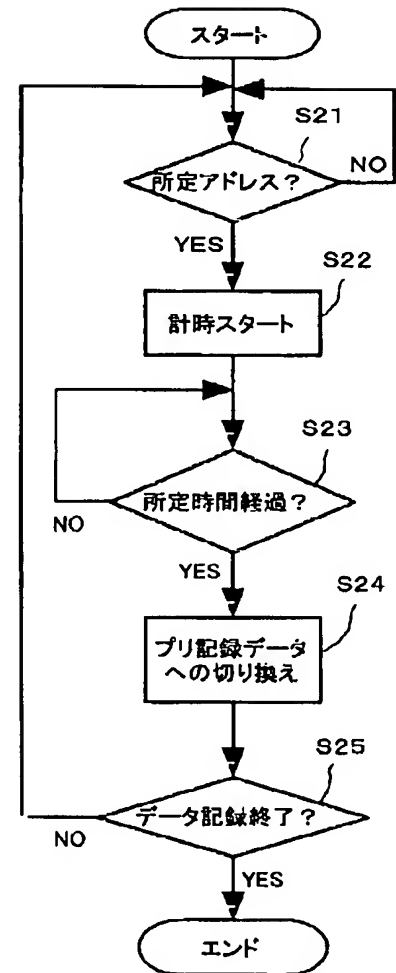 スタート
S21
所定アドレス?
NO
YES
S22
計時スタート
S23
所定時間経過?
NO
YES
S24
プリ記録データ
への切り換え
S25
データ記録終了?
NO
YES
エンド